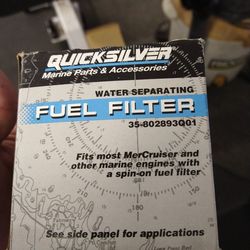 QUICKSILVER
Marine Parts & Accessories
WATER SEPARATING
FUEL FILTER
35-802893Q01
Fits most MerCruiser and
other marine engines with
a spin-on fuel filter
See side panel for applications